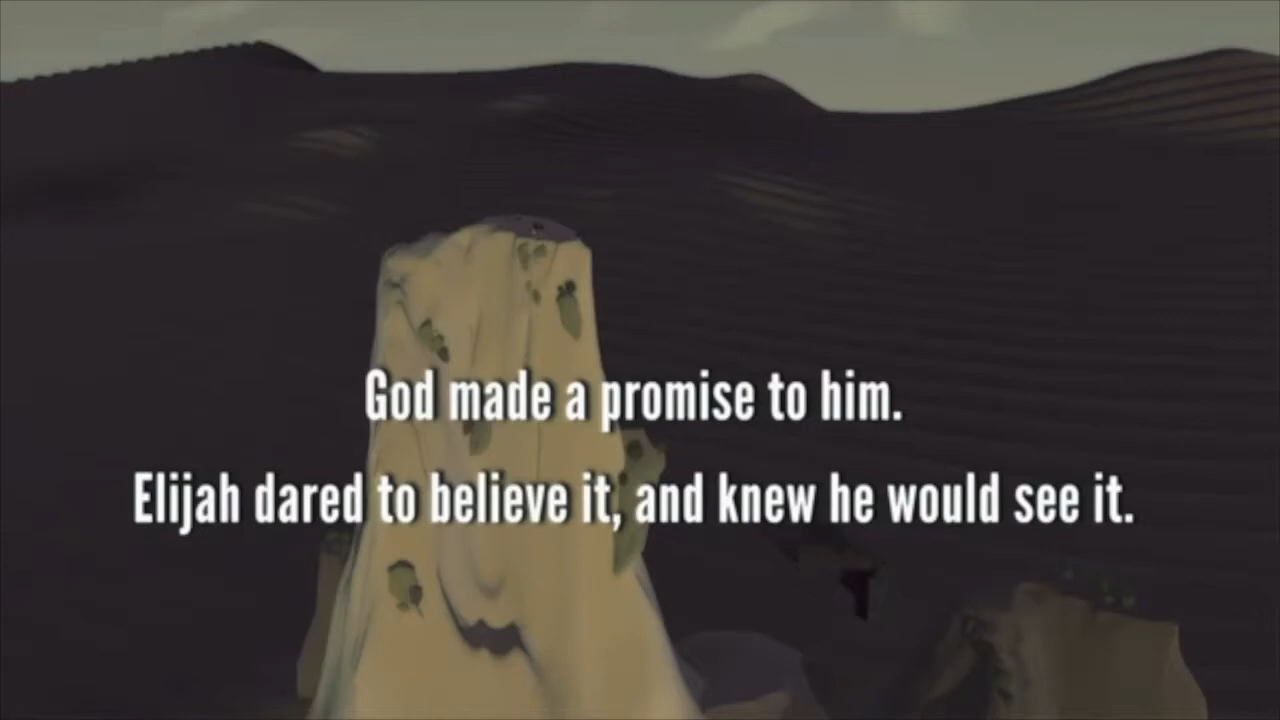 God made a promise to him.
Elijah dared to believe it, and knew he would see it.